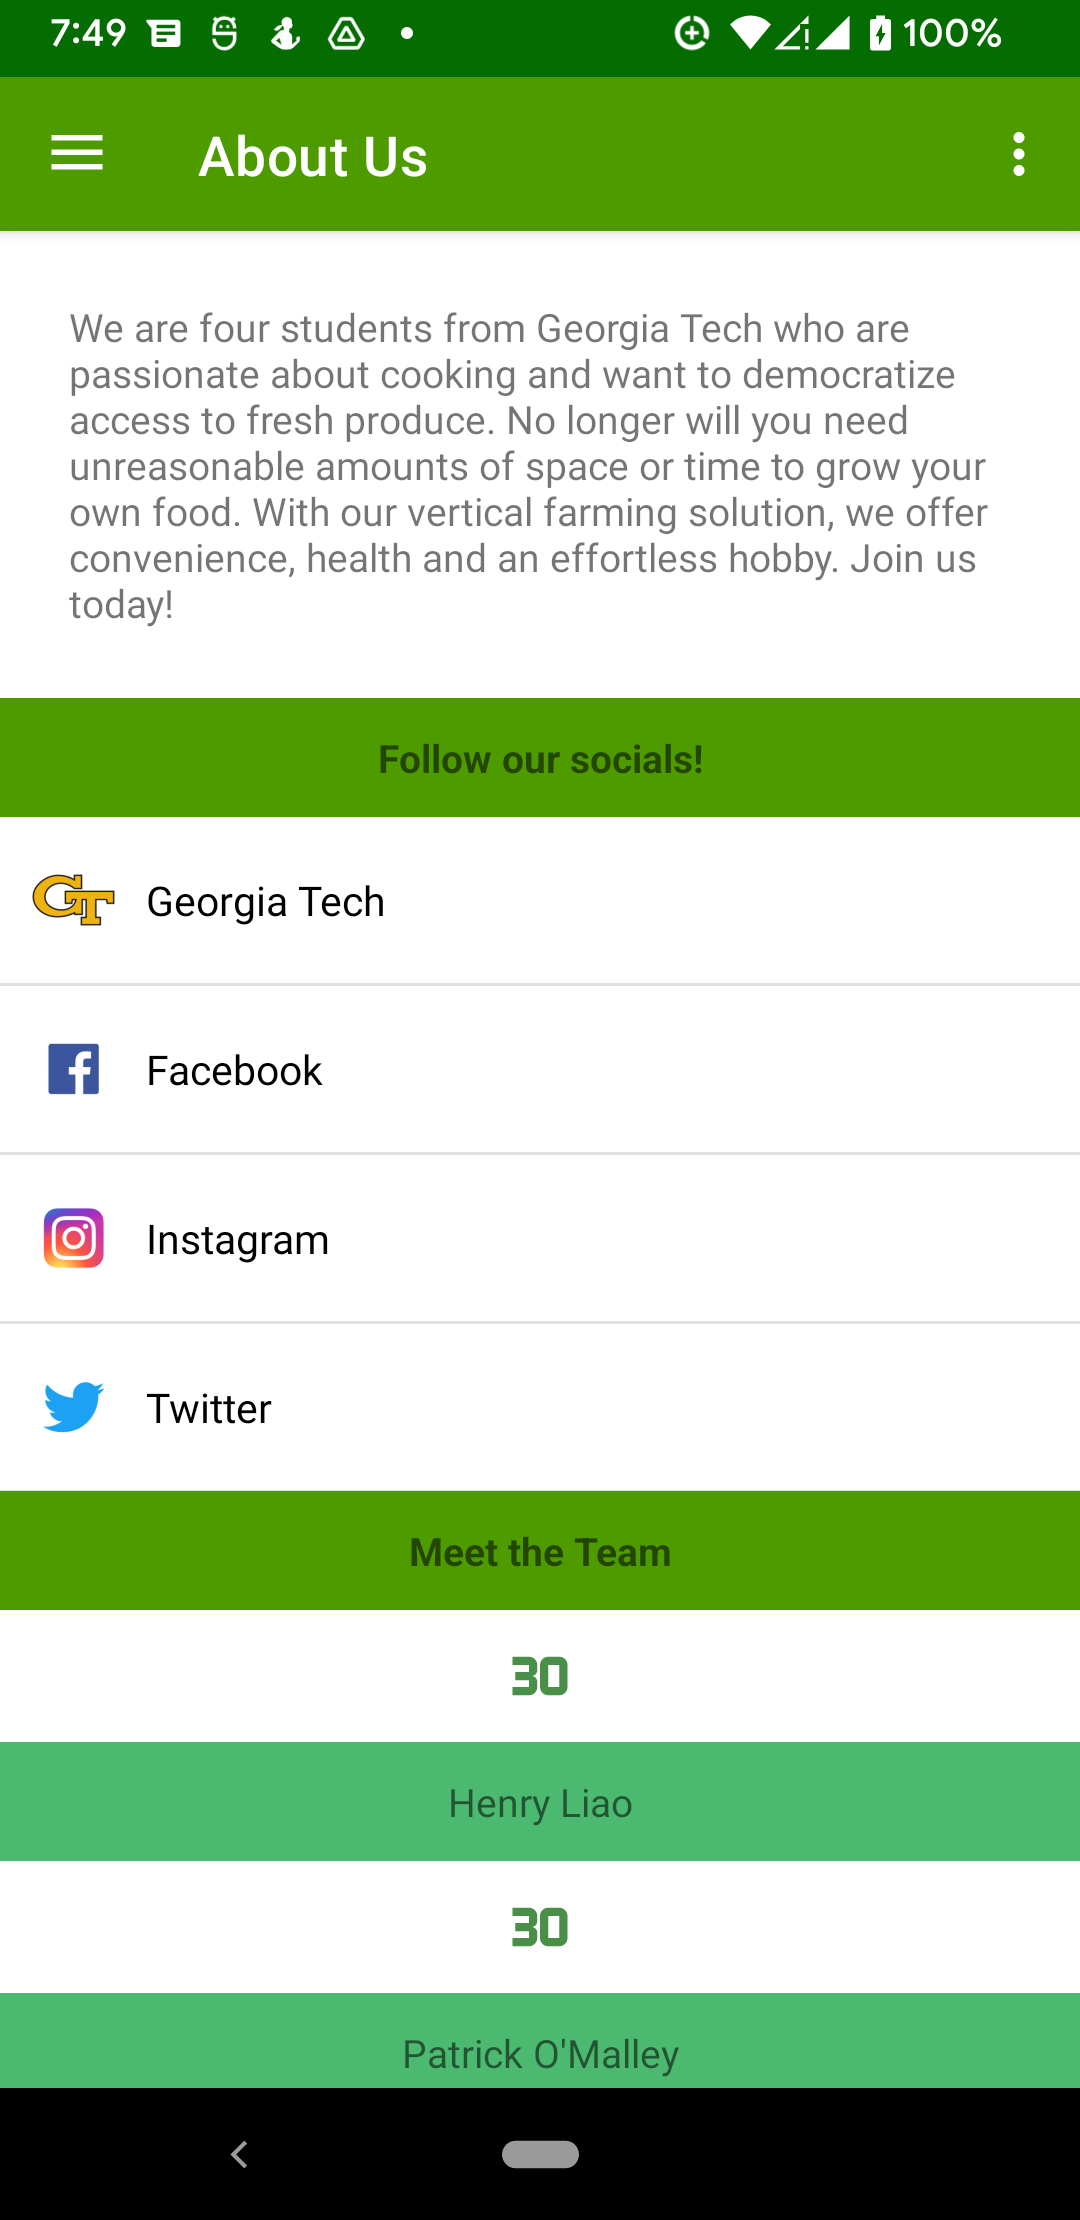 7:49
100%
About Us
We are four students from Georgia Tech who are
passionate about cooking and want to democratize
access to fresh produce. No longer will you need
unreasonable amounts of space or time to grow your
own food. With our vertical farming solution, we offer
convenience, health and an effortless hobby. Join us
today!
Follow our socials!
GT Georgia Tech
Facebook
Instagram
Twitter
Meet the Team
30
Henry Liao
30
Patrick O'Malley